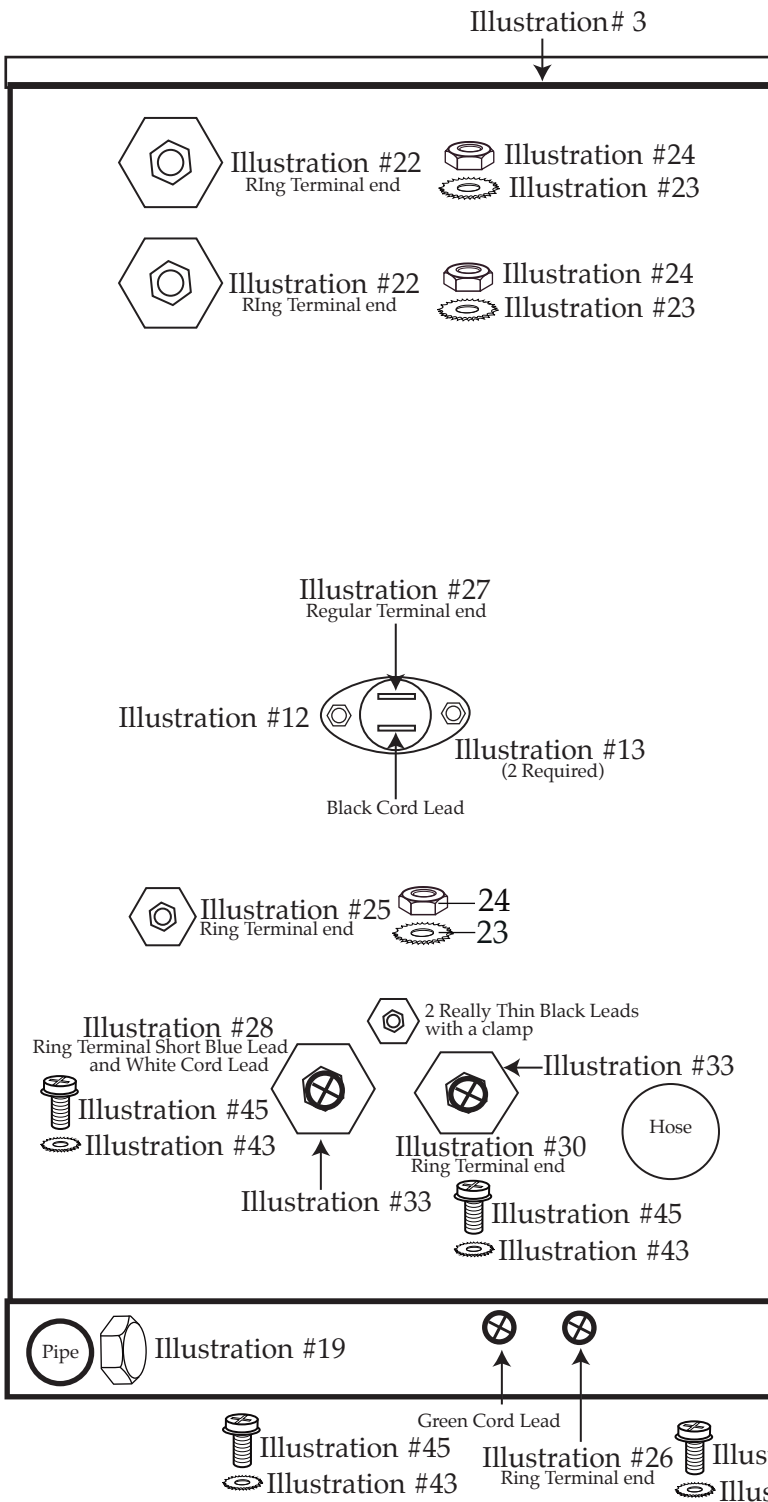 Illustration# 3
Illustration #22
RIng Terminal end
Illustration #24
Illustration #23
Illustration #22
RIng Terminal end
Illustration #24
Illustration #23
Illustration #27
Regular Terminal end
Illustration #12
Illustration #13
(2 Required)
Black Cord Lead
Illustration #25
Ring Terminal end
24
23
2 Really Thin Black Leads
with a clamp
Illustration #28
Ring Terminal Short Blue Lead
and White Cord Lead
Illustration #33
Illustration #45
Illustration #43
Hose
Illustration #30
Ring Terminal end
Illustration #33
Illustration #45
Illustration #43
Pipe
Illustration #19
Green Cord Lead
Illustration #45
Illustration #43
Illustration #26
Ring Terminal end
Illus
Illus